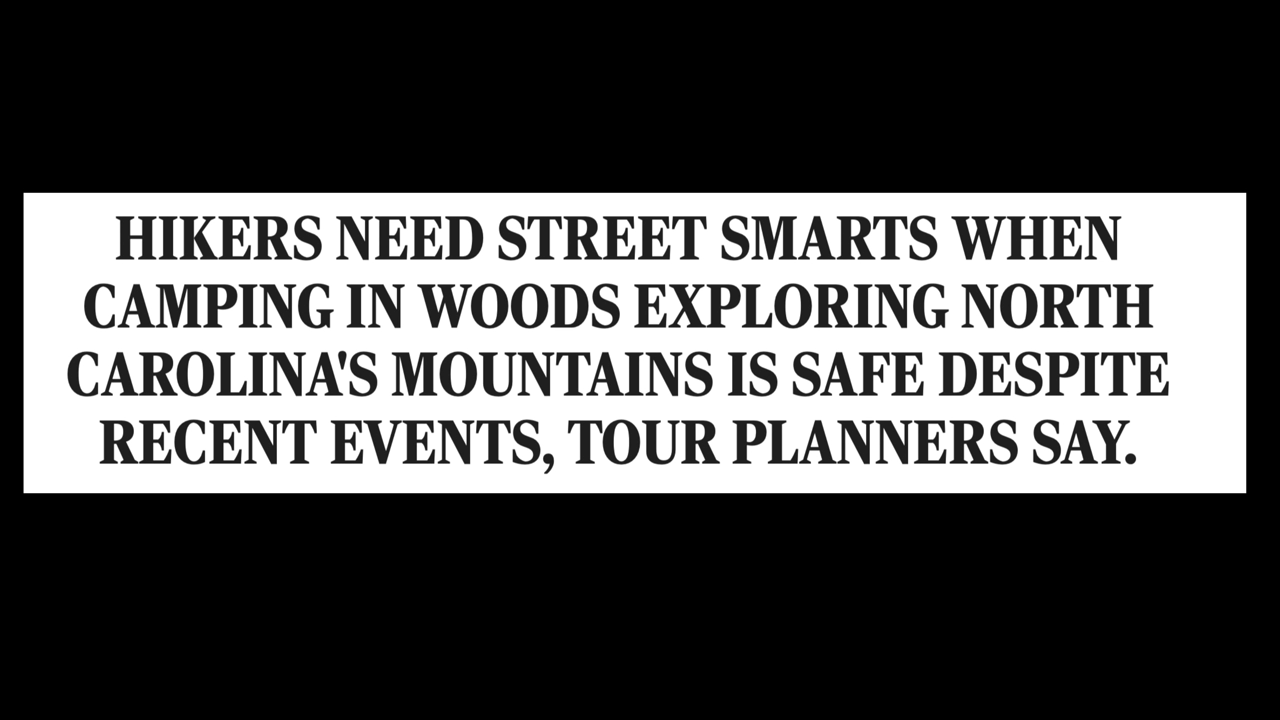 HIKERS NEED STREET SMARTS WHEN
CAMPING IN WOODS EXPLORING NORTH
CAROLINA'S MOUNTAINS IS SAFE DESPITE
RECENT EVENTS, TOUR PLANNERS SAY.